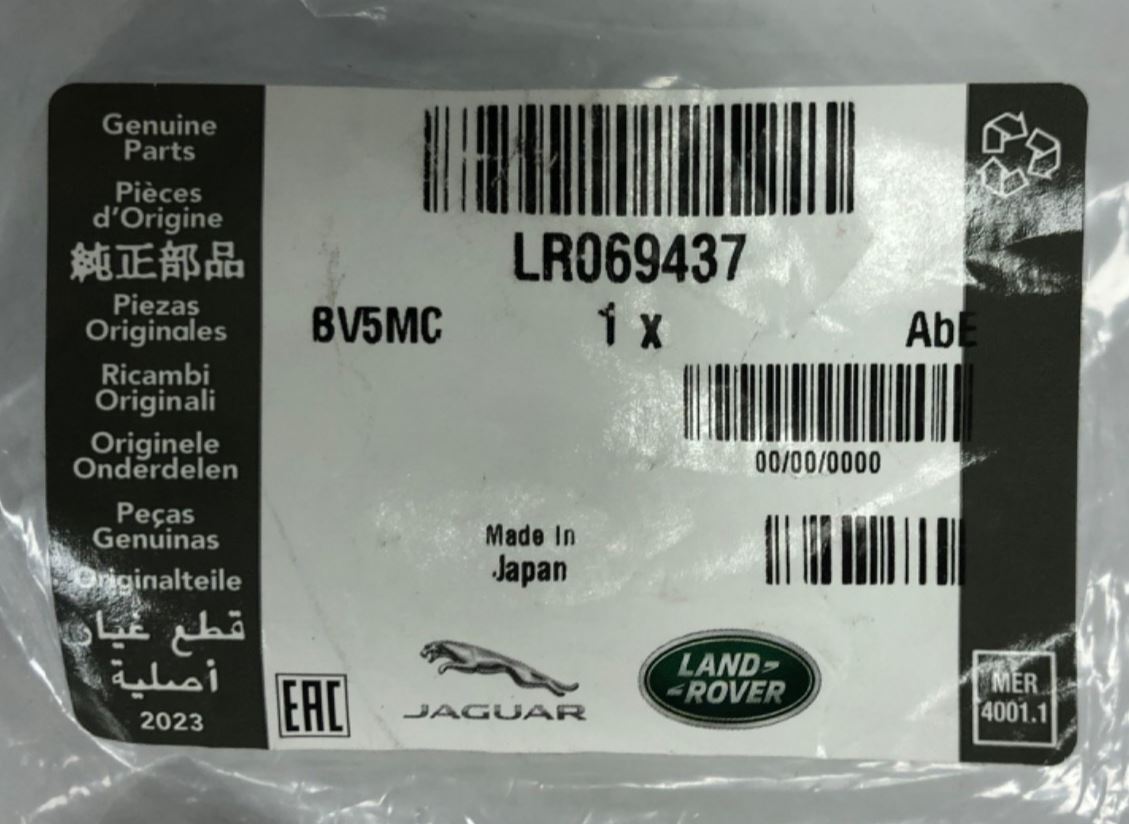 Genuine
Parts
Pièces
d'Origine
純正部品
Piezas
Originales
Ricambi
Originali
Originele
Onderdelen
Peças
Genuinas
Originalteile
قطع غيار
أصلية
2023
LR069437
BV5MC 1 x AbE
00/00/0000
Made In
Japan
EAC
JAGUAR
LAND-
-ROVER
MER
4001.1